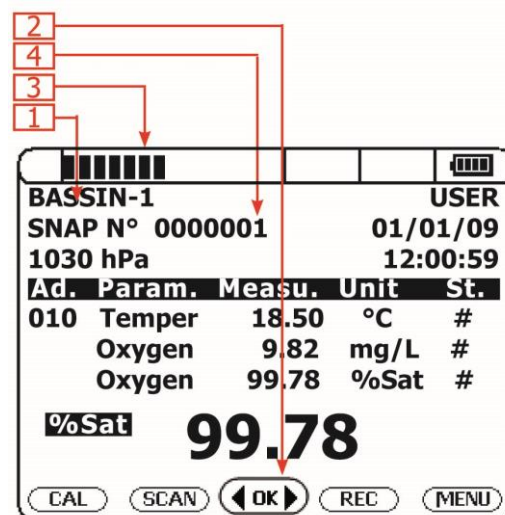 2
4
3
1
BASSIN-1 USER
SNAP N° 0000001 01/01/09
1030 hPa 12:00:59
Ad. Param. Measu. Unit St.
010 Temper 18.50 °C #
Oxygen 9.82 mg/L #
Oxygen 99.78 %Sat #
%Sat 99.78
CAL SCAN OK REC MENU